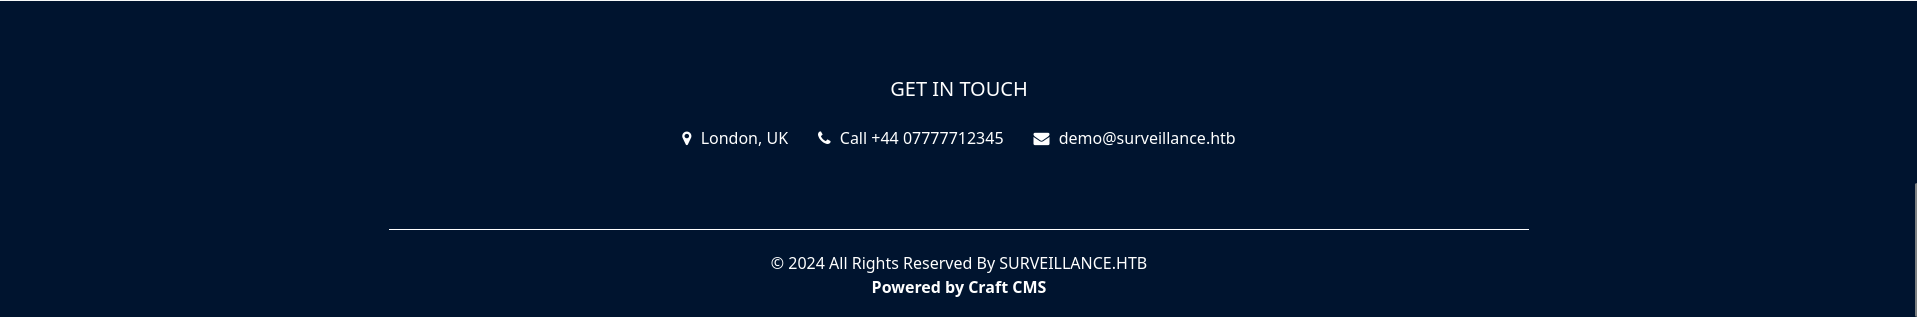 GET IN TOUCH
London, UK Call +44 07777712345 demo@surveillance.htb
© 2024 All Rights Reserved By SURVEILLANCE.HTB
Powered by Craft CMS